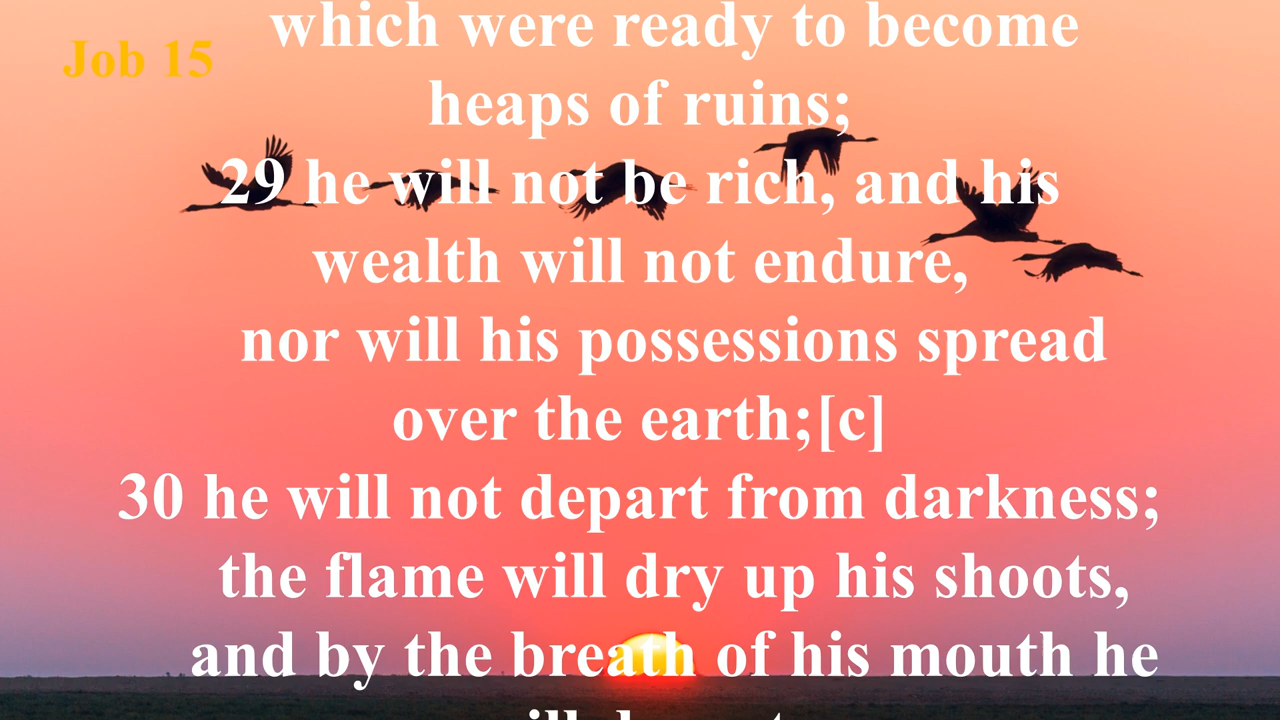 Job 15
which were ready to become
heaps of ruins;
29 he will not be rich, and his
wealth will not endure,
nor will his possessions spread
over the earth;[c]
30 he will not depart from darkness;
the flame will dry up his shoots,
and by the breath of his mouth he